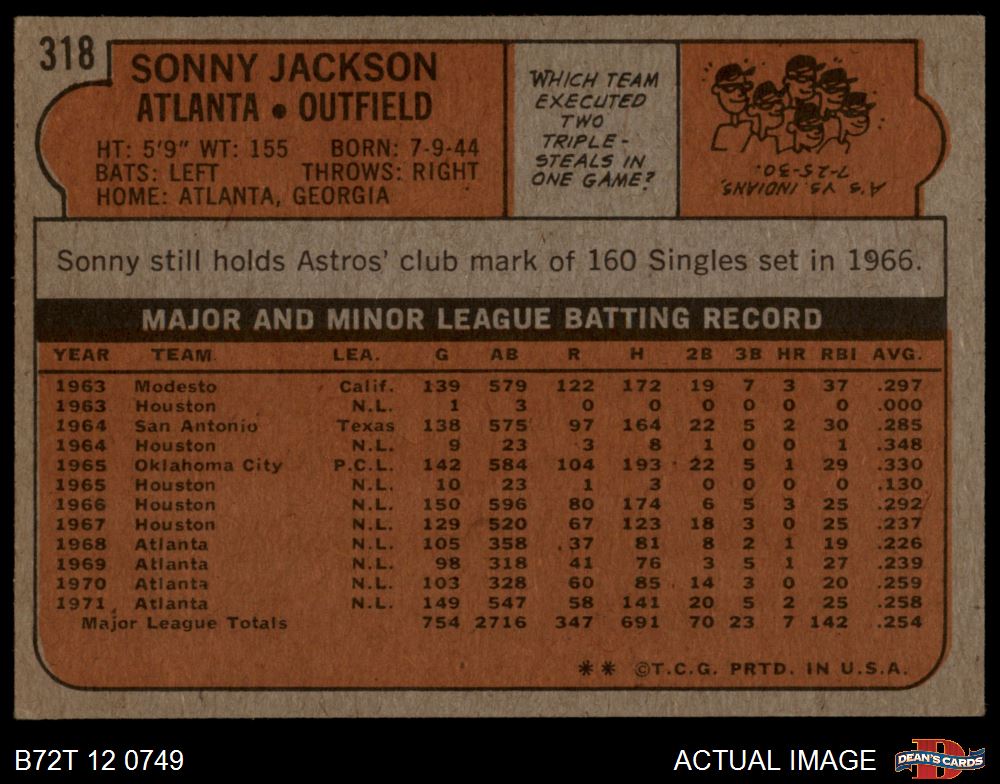 318
SONNY JACKSON
ATLANTA • OUTFIELD
HT: 5'9" WT: 155 BORN: 7-9-44
BATS: LEFT THROWS: RIGHT
HOME: ATLANTA, GEORGIA
WHICH TEAM
EXECUTED
TWO
TRIPLE-
STEALS IN
ONE GAME?
A'S VS. INDIANS,
7-25-30.
Sonny still holds Astros' club mark of 160 Singles set in 1966.
MAJOR AND MINOR LEAGUE BATTING RECORD
YEAR TEAM LEA. G AB R H 2B 3B HR RBI AVG.
1963 Modesto Calif. 139 579 122 172 19 7 3 37 .297
1963 Houston N.L. 1 3 0 0 0 0 0 0 .000
1964 San Antonio Texas 138 575 97 164 22 5 2 30 .285
1964 Houston N.L. 9 23 3 8 1 0 0 1 .348
1965 Oklahoma City P.C.L. 142 584 104 193 22 5 1 29 .330
1965 Houston N.L. 10 23 1 3 0 0 0 0 .130
1966 Houston N.L. 150 596 80 174 6 5 3 25 .292
1967 Houston N.L. 129 520 67 123 18 3 0 25 .237
1968 Atlanta N.L. 105 358 37 81 8 2 1 19 .226
1969 Atlanta N.L. 98 318 41 76 3 5 1 27 .239
1970 Atlanta N.L. 103 328 60 85 14 3 0 20 .259
1971 Atlanta N.L. 149 547 58 141 20 5 2 25 .258
Major League Totals 754 2716 347 691 70 23 7 142 .254
** ©T.C.G. PRTD. IN U.S.A.
B72T 12 0749
ACTUAL IMAGE
DEAN'S CARDS